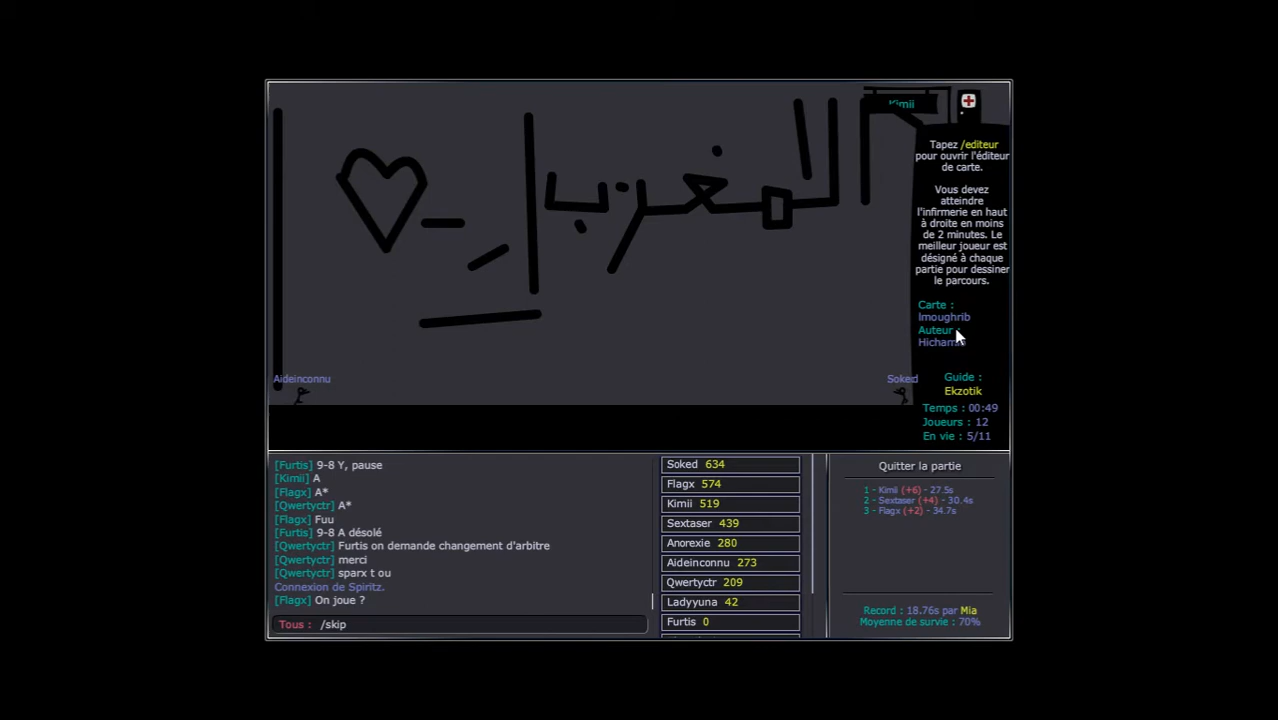 المغرب
Kimii
Tapez /editeur
pour ouvrir l'éditeur
de carte.
Vous devez
atteindre
l'infirmerie en haut
à droite en moins
de 2 minutes. Le
meilleur joueur est
désigné à chaque
partie pour dessiner
le parcours.
Carte :
Imoughrib
Auteur :
Guide :
Ekzotik
Temps : 00:49
Joueurs : 12
En vie : 5/11
Aideinconnu
Soked
[Furtis] 9-8 Y, pause
[Kimii] A
[Flagx] A*
[Qwertyctr] A*
[Flagx] Fuu
[Furtis] 9-8 A désolé
[Qwertyctr] Furtis on demande changement d'arbitre
[Qwertyctr] merci
[Qwertyctr] sparx t ou
Connexion de Spiritz.
[Flagx] On joue ?
Tous : /skip
Soked 634
Flagx 574
Kimii 519
Sextaser 439
Anorexie 280
Aideinconnu 273
Qwertyctr 209
Ladyyuna 42
Furtis 0
Quitter la partie
1 - Kimii (+6) - 27.5s
2 - Sextaser (+4) - 30.4s
3 - Flagx (+2) - 34.7s
Record : 18.76s par Mia
Moyenne de survie : 70%